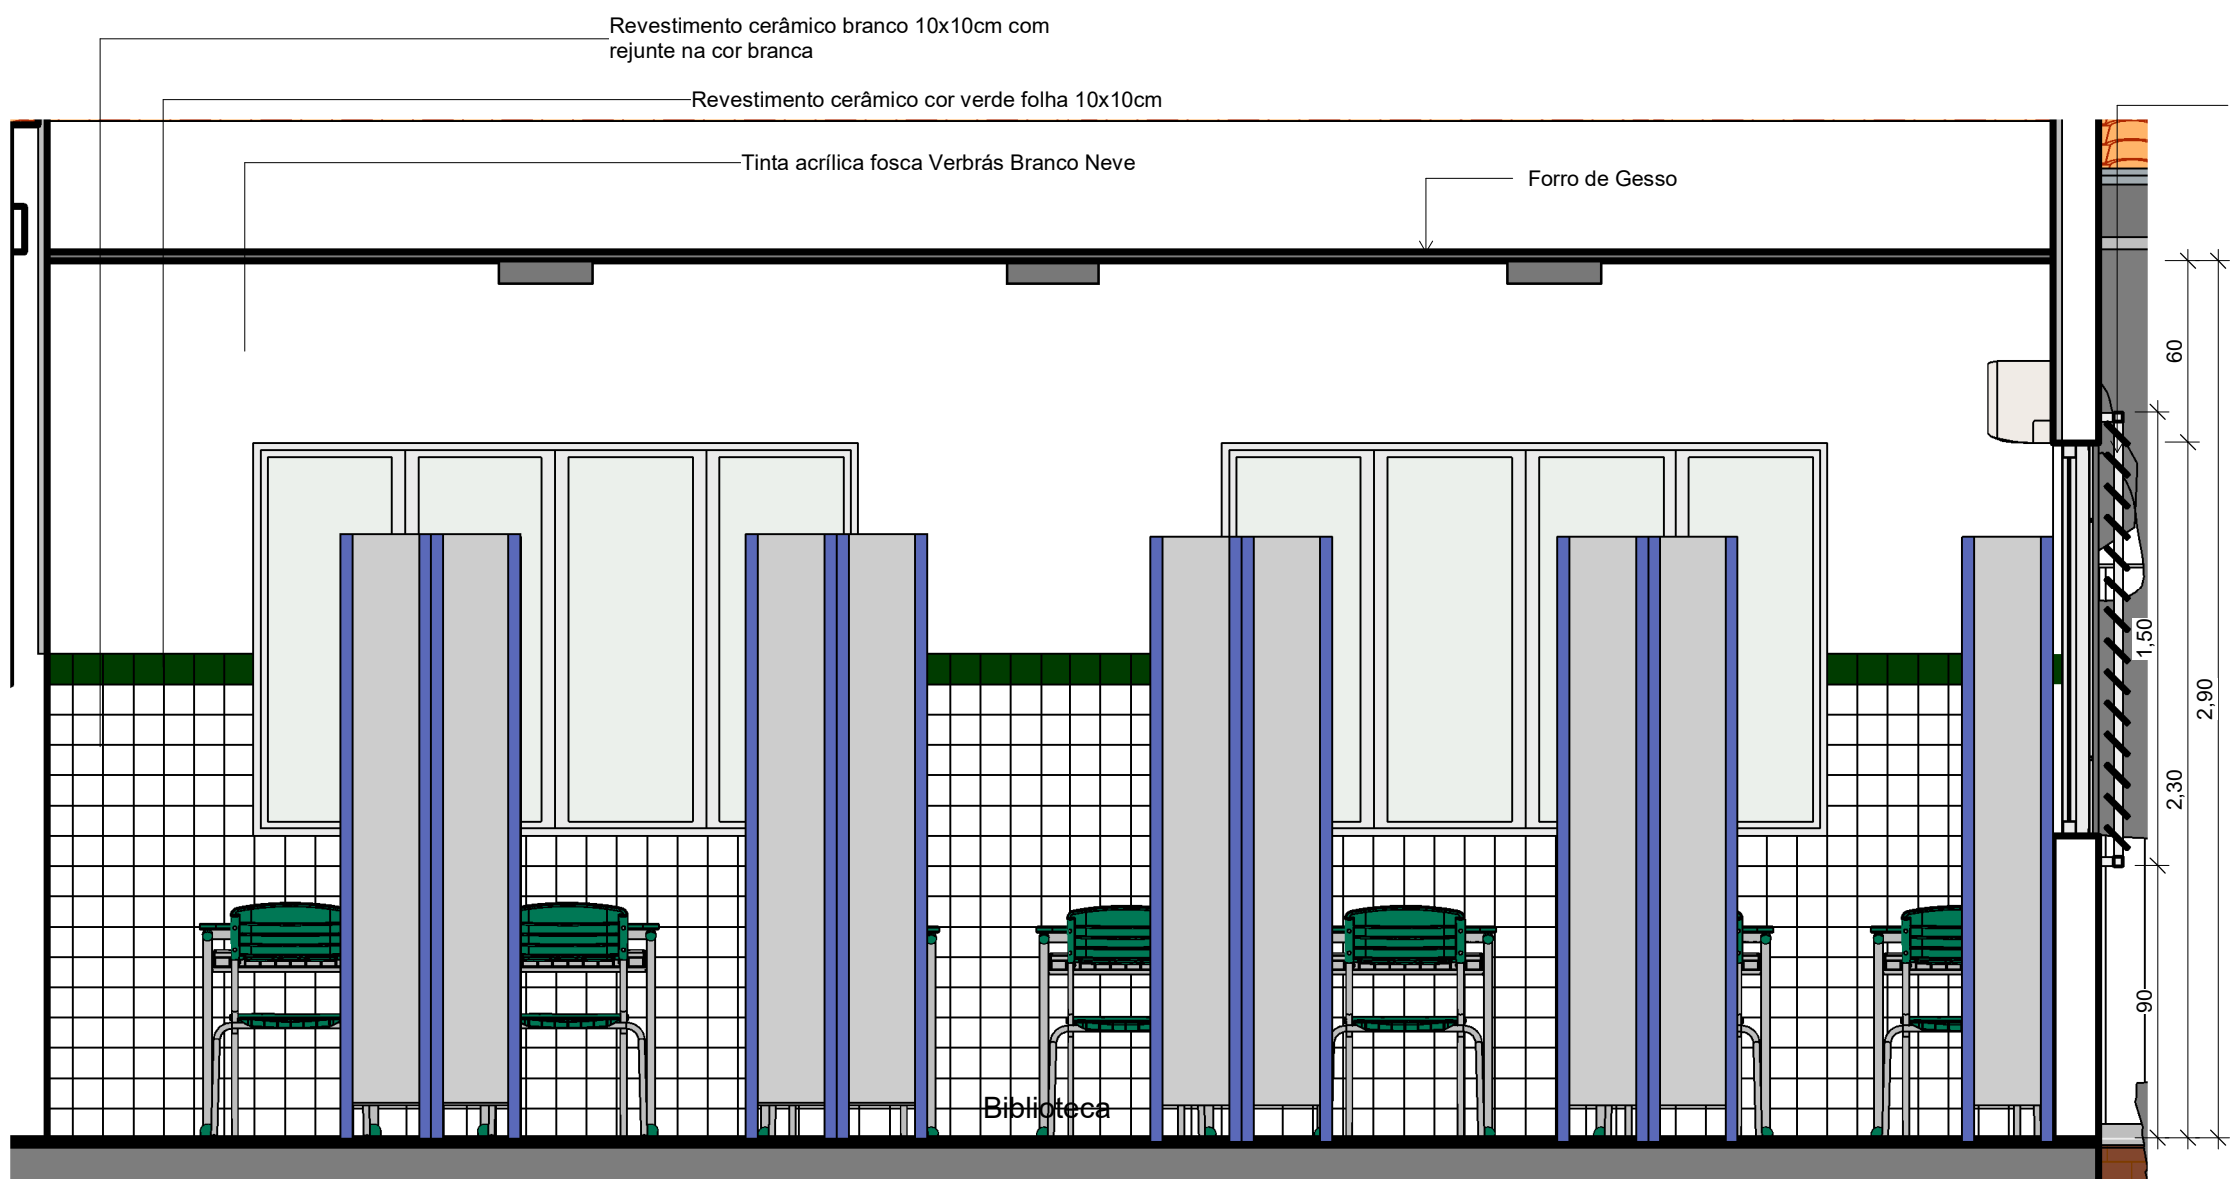 Revestimento cerâmico branco 10x10cm com
rejunte na cor branca
Revestimento cerâmico cor verde folha 10x10cm
Tinta acrílica fosca Verbrás Branco Neve
Forro de Gesso
60
1,50
2,90
2,30
90
Biblioteca